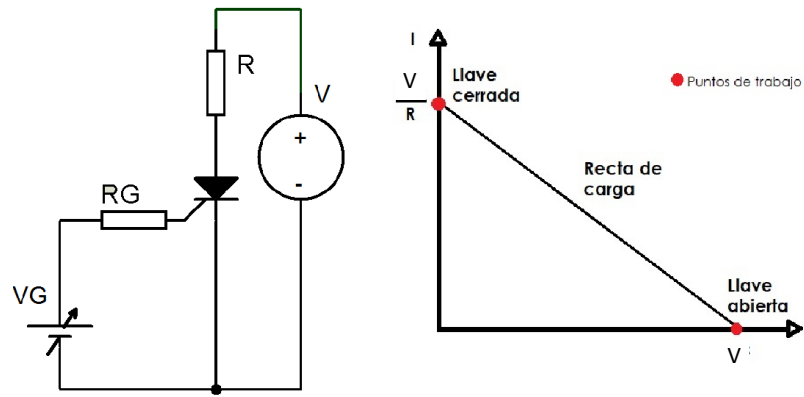 R
V
+
-
RG
VG
I
V
R
Llave
cerrada
Puntos de trabajo
Recta de
carga
Llave
abierta
V